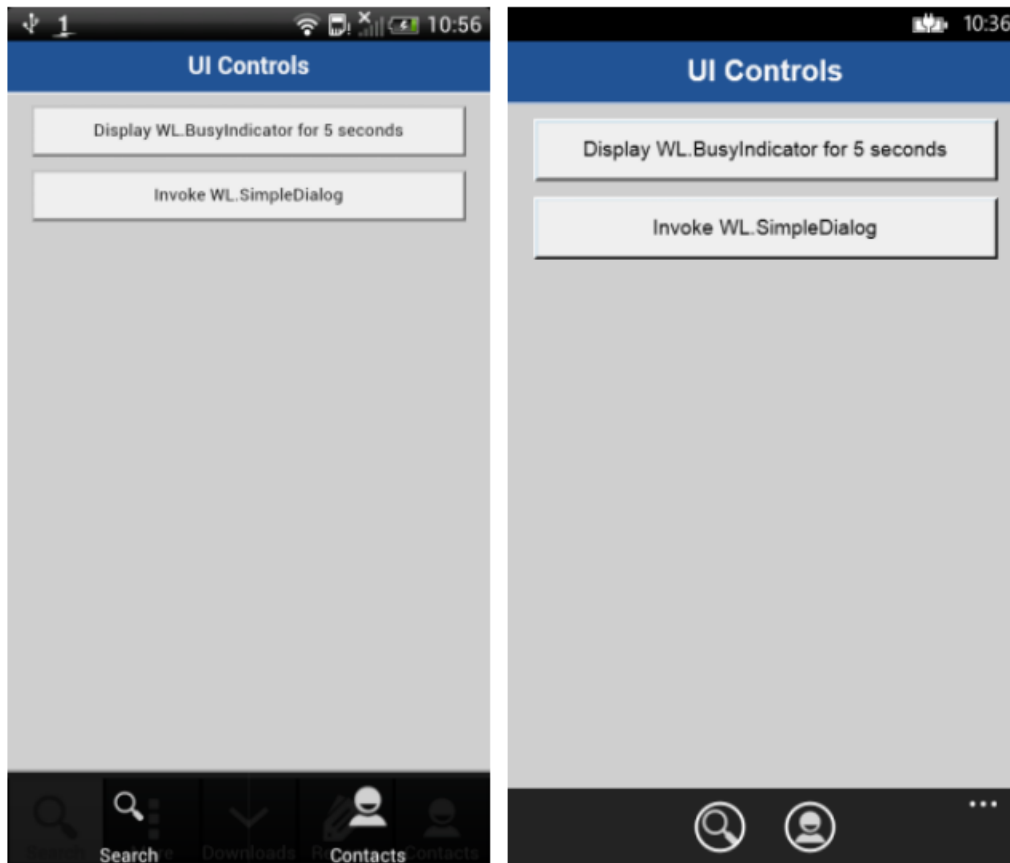 1 10:56
UI Controls
Display WL.BusyIndicator for 5 seconds
Invoke WL.SimpleDialog
Search Downloads Contacts Contacts
10:36
UI Controls
Display WL.BusyIndicator for 5 seconds
Invoke WL.SimpleDialog